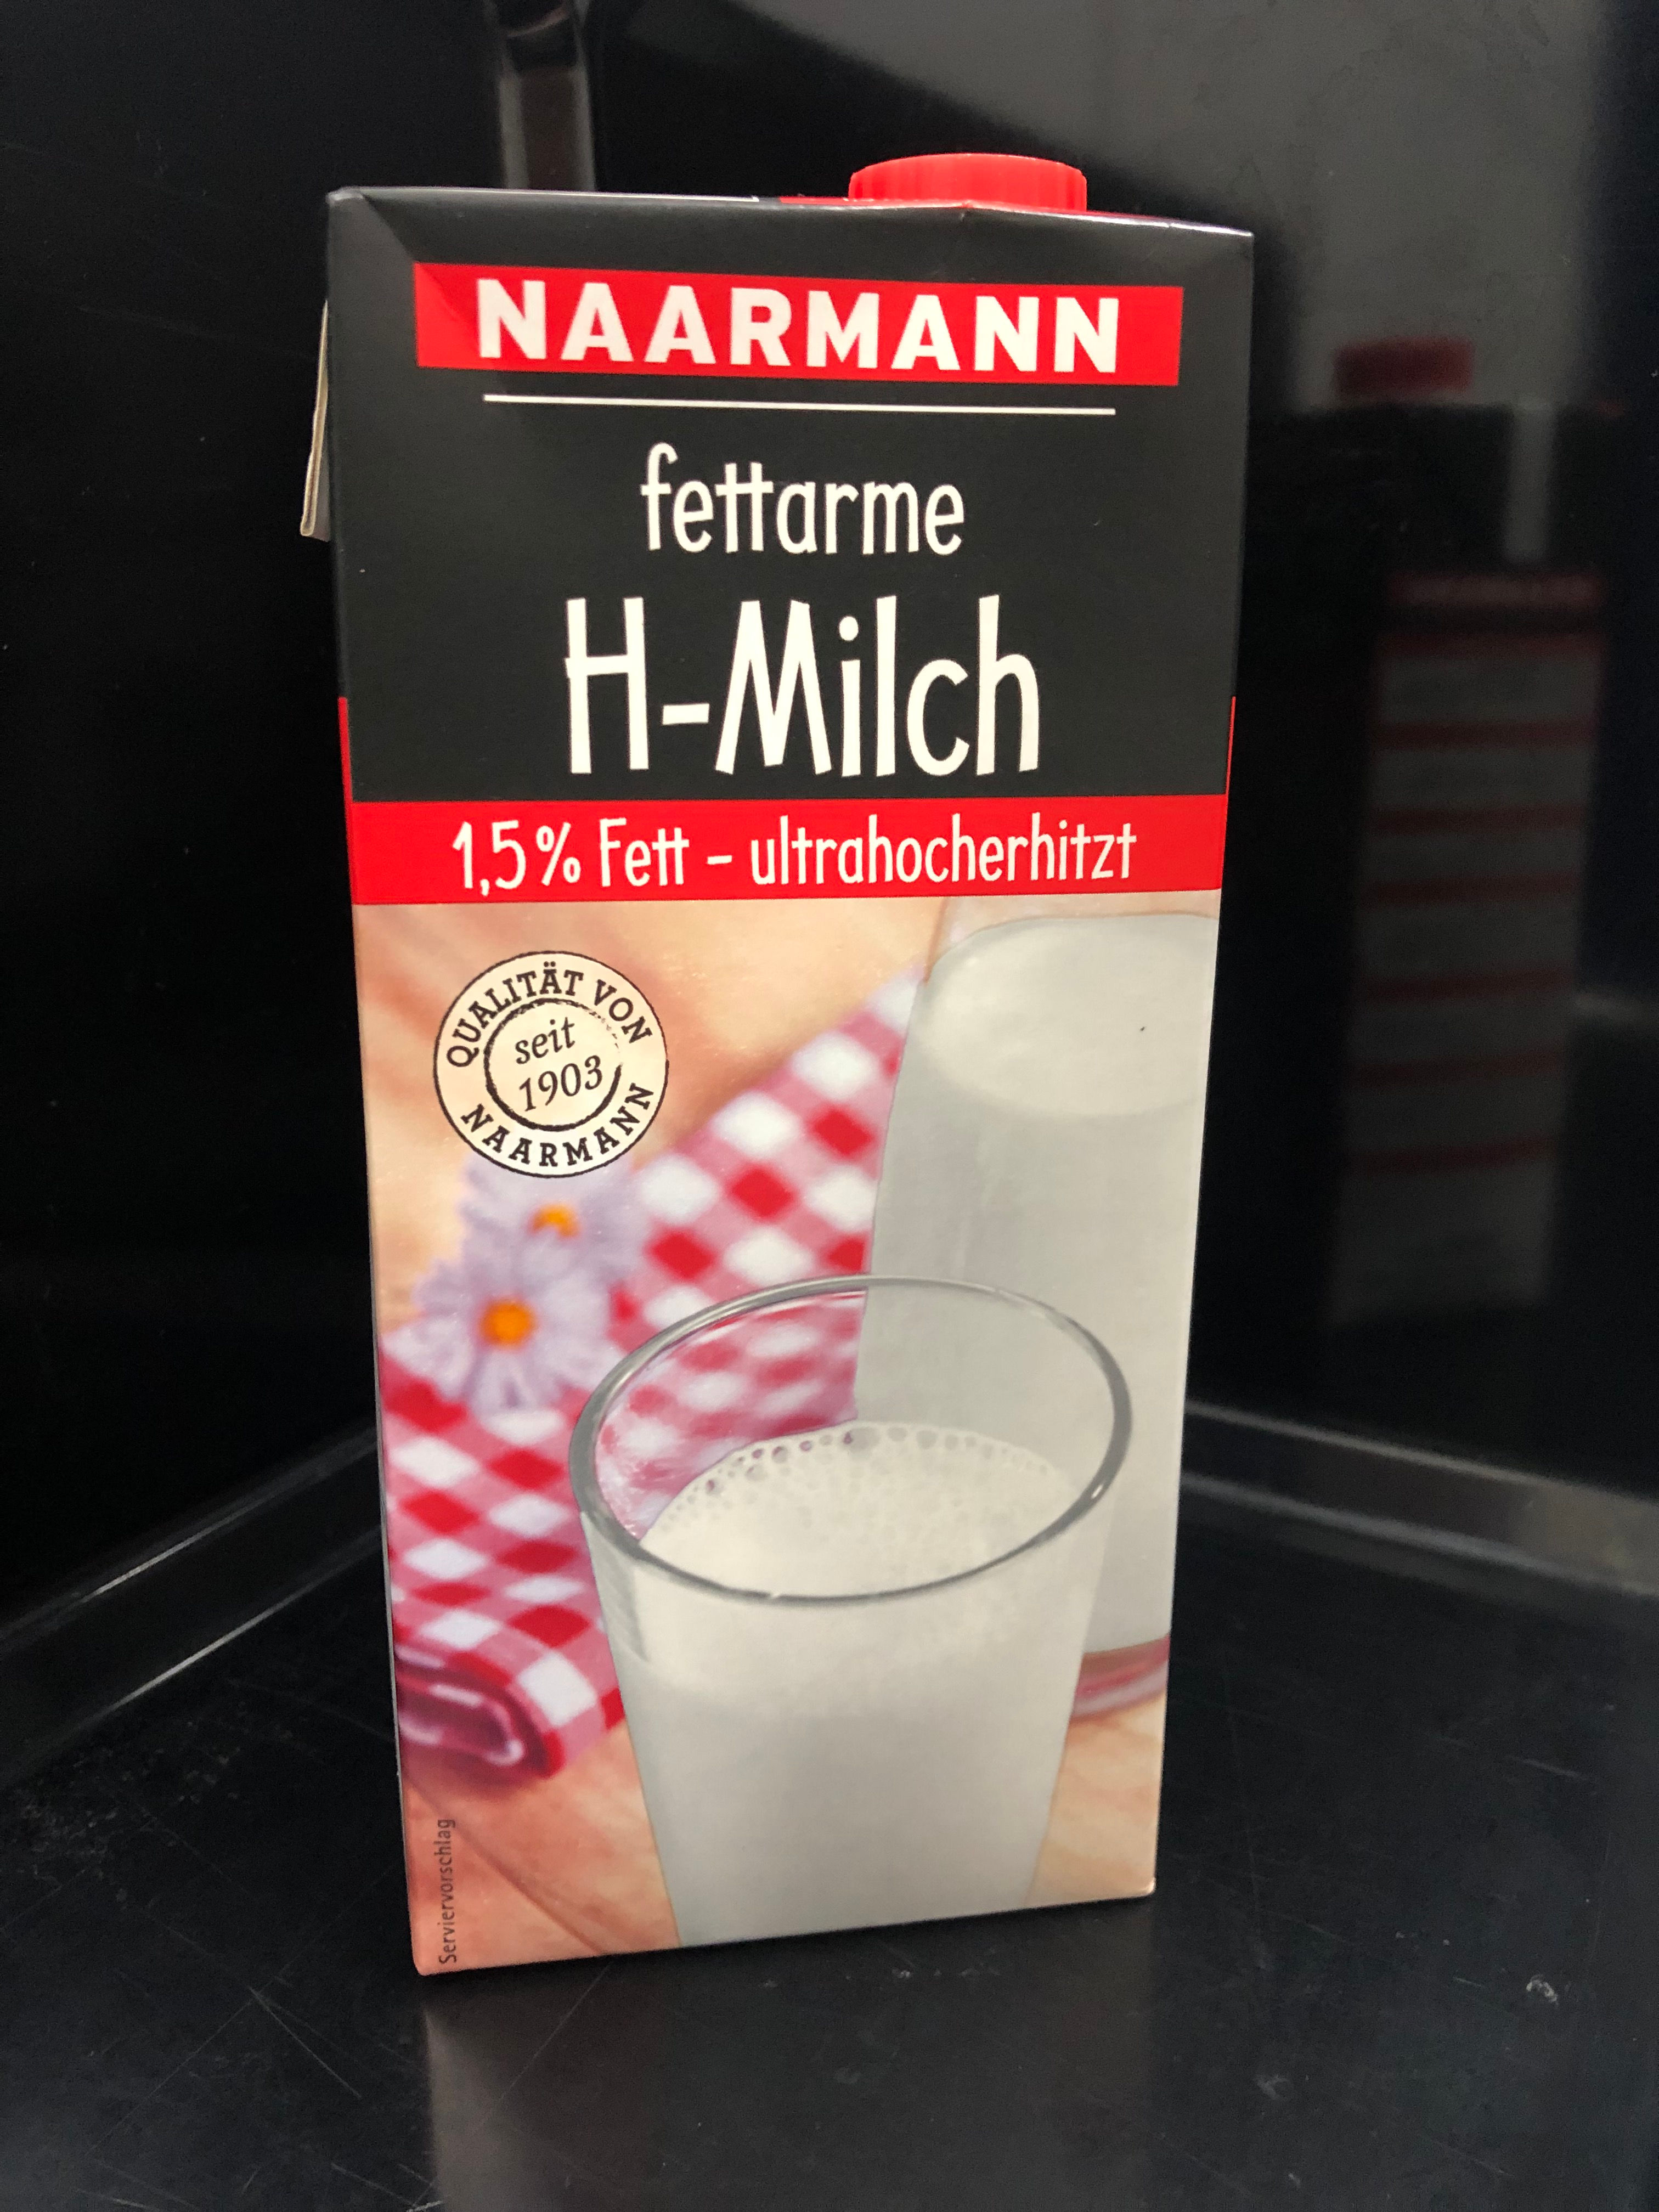 NAARMANN
fettarme
H-Milch
1,5% Fett - ultrahocherhitzt
QUALITÄT VON
seit
1903
NAARMANN
Serviervorschlag